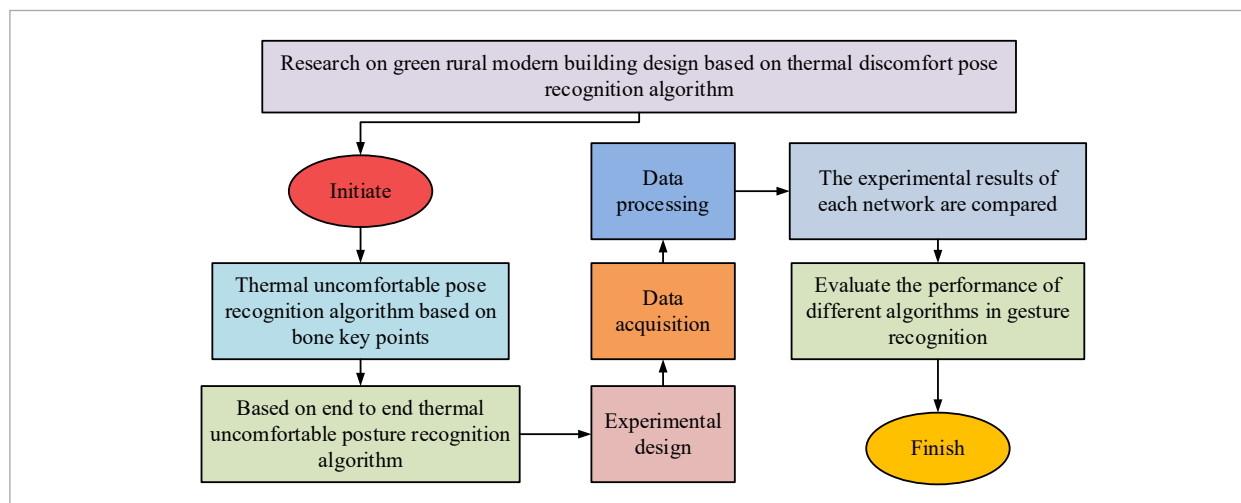 Research on green rural modern building design based on thermal discomfort pose
recognition algorithm
Initiate
Thermal uncomfortable pose
recognition algorithm based on
bone key points
Based on end to end thermal
uncomfortable posture recognition
algorithm
Experimental
design
Data
acquisition
Data
processing
The experimental results of
each network are compared
Evaluate the performance of
different algorithms in gesture
recognition
Finish